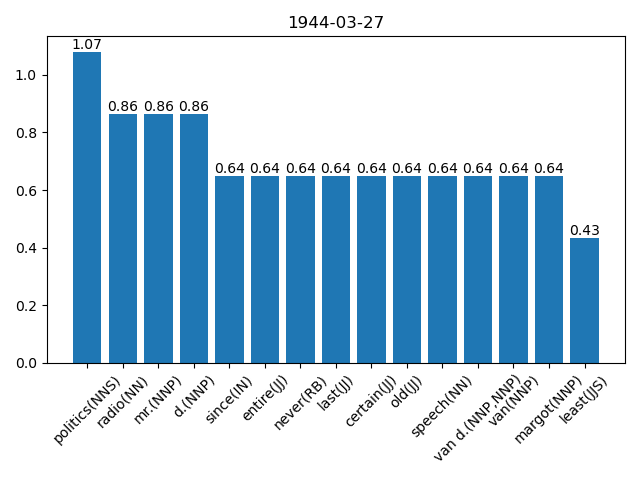 1944-03-27
1.07
0.86 0.86 0.86
0.64 0.64 0.64 0.64 0.64 0.64 0.64 0.64 0.64 0.64
0.43
1.0
0.8
0.6
0.4
0.2
0.0
politics(NNS)
radio(NN)
mr.(NNP)
d.(NNP)
since(IN)
entire(JJ)
never(RB)
last(JJ)
certain(JJ)
old(JJ)
speech(NN)
van d.(NNP,NNP)
van(NNP)
margot(NNP)
least(JJS)